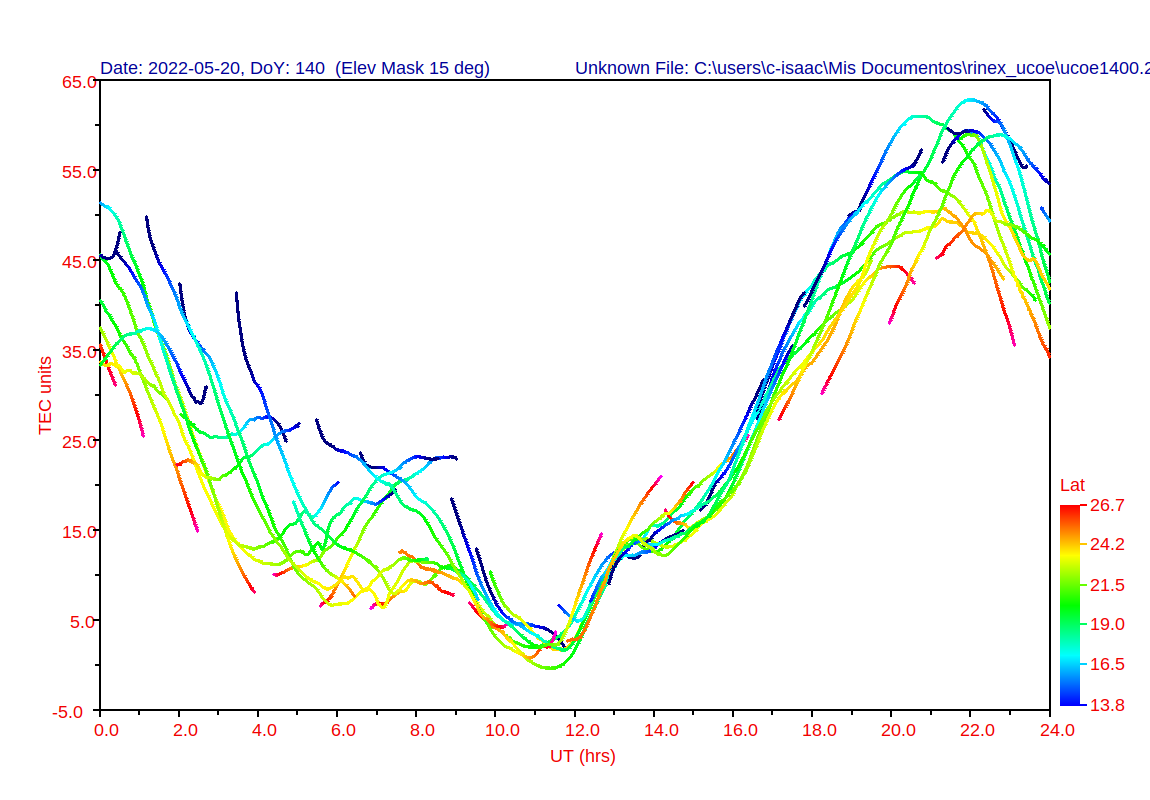 Date: 2022-05-20, DoY: 140  (Elev Mask 15 deg)
Unknown File: C:\users\c-isaac\Mis Documentos\rinex_ucoe\ucoe1400.2
65.0
55.0
45.0
35.0
25.0
15.0
5.0
-5.0
TEC units
0.0 2.0 4.0 6.0 8.0 10.0 12.0 14.0 16.0 18.0 20.0 22.0 24.0
UT (hrs)
Lat
26.7
24.2
21.5
19.0
16.5
13.8